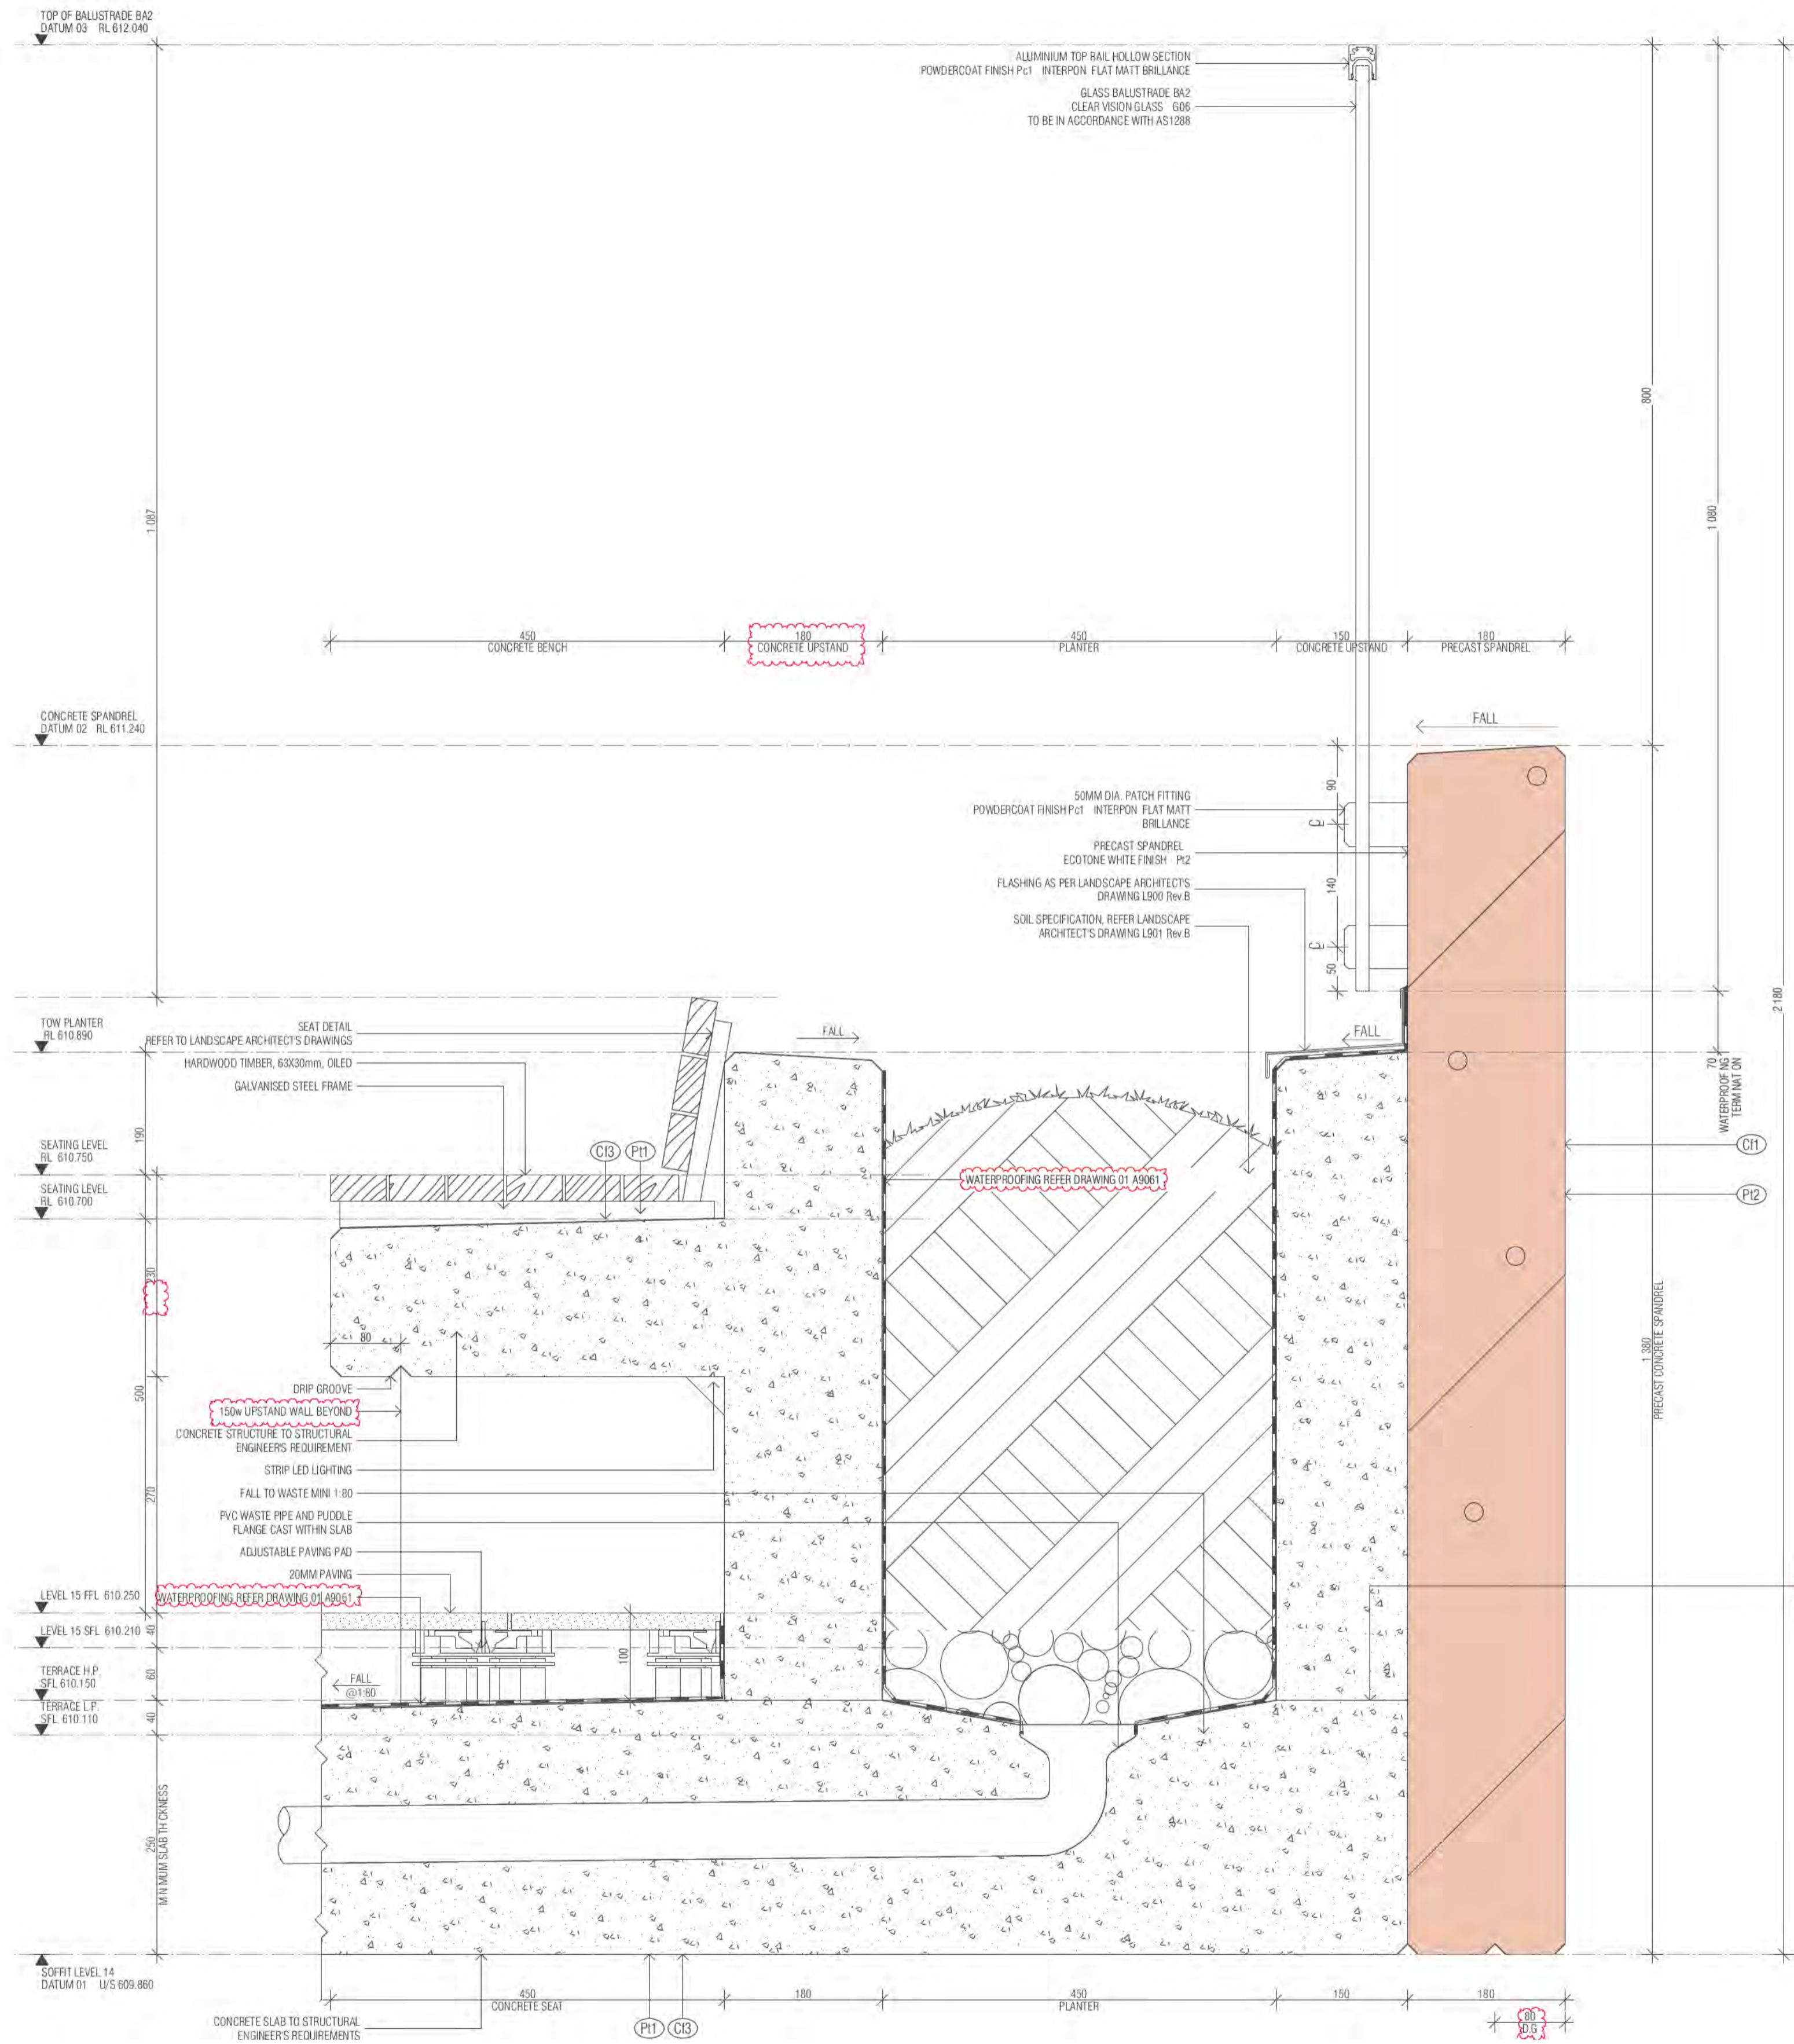 TOP OF BALUSTRADE BA2
DATUM 03 RL 612.040
ALUMINIUM TOP RAIL HOLLOW SECTION
POWDERCOAT FINISH Pc1 INTERPON FLAT MATT BRILLANCE
GLASS BALUSTRADE BA2
CLEAR VISION GLASS G06
TO BE IN ACCORDANCE WITH AS1288
800
1 087
1 080
2 180
450
CONCRETE BENCH
180
CONCRETE UPSTAND
450
PLANTER
150
CONCRETE UPSTAND
180
PRECAST SPANDREL
CONCRETE SPANDREL
DATUM 02 RL 611.240
FALL
90
50MM DIA. PATCH FITTING
POWDERCOAT FINISH Pc1 INTERPON FLAT MATT
BRILLANCE
PRECAST SPANDREL
ECOTONE WHITE FINISH Pt2
FLASHING AS PER LANDSCAPE ARCHITECT'S
DRAWING L900 Rev.B
140
SOIL SPECIFICATION, REFER LANDSCAPE
ARCHITECT'S DRAWING L901 Rev.B
50
TOW PLANTER
RL 610.890
SEAT DETAIL
REFER TO LANDSCAPE ARCHITECT'S DRAWINGS
FALL
FALL
HARDWOOD TIMBER, 63X30mm, OILED
GALVANISED STEEL FRAME
70
WATERPROOF NG
TERM NAT ON
190
SEATING LEVEL
RL 610.750
Cf3
Pt1
Cf1
WATERPROOFING REFER DRAWING 01 A9061
SEATING LEVEL
RL 610.700
Pt2
230
80
1 380
PRECAST CONCRETE SPANDREL
500
DRIP GROOVE
150w UPSTAND WALL BEYOND
CONCRETE STRUCTURE TO STRUCTURAL
ENGINEER'S REQUIREMENT
STRIP LED LIGHTING
270
FALL TO WASTE MINI 1:80
PVC WASTE PIPE AND PUDDLE
FLANGE CAST WITHIN SLAB
ADJUSTABLE PAVING PAD
20MM PAVING
LEVEL 15 FFL 610.250
WATERPROOFING REFER DRAWING 01 A9061
LEVEL 15 SFL 610.210
40
100
TERRACE H.P.
SFL 610.150
60
FALL
@1:80
TERRACE L.P.
SFL 610.110
40
250
M N MUM SLAB TH CKNESS
SOFFIT LEVEL 14
DATUM 01 U/S 609.860
450
CONCRETE SEAT
180
450
PLANTER
150
180
CONCRETE SLAB TO STRUCTURAL
ENGINEER'S REQUIREMENTS
Pt1
Cf3
80
D.G